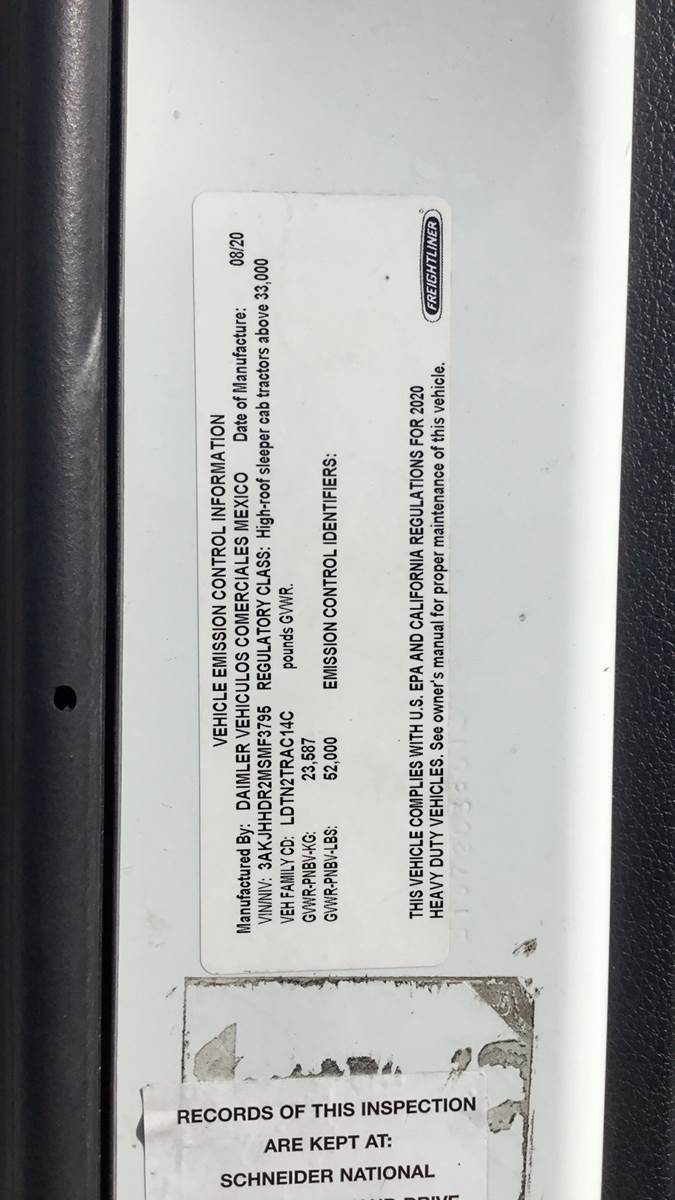 VEHICLE EMISSION CONTROL INFORMATION
Manufactured By: DAIMLER VEHICULOS COMERCIALES MEXICO Date of Manufacture: 08/20
VIN/NIV: 3AKJHHDR2MSMF3795 REGULATORY CLASS: High-roof sleeper cab tractors above 33,000
VEH FAMILY CD: LDTN2TRAC14C pounds GVWR.
GVWR-PNBV-KG: 23,587
GVWR-PNBV-LBS: 52,000 EMISSION CONTROL IDENTIFIERS:
THIS VEHICLE COMPLIES WITH U.S. EPA AND CALIFORNIA REGULATIONS FOR 2020
HEAVY DUTY VEHICLES. See owner's manual for proper maintenance of this vehicle.
FREIGHTLINER
RECORDS OF THIS INSPECTION
ARE KEPT AT:
SCHNEIDER NATIONAL
DRIVE